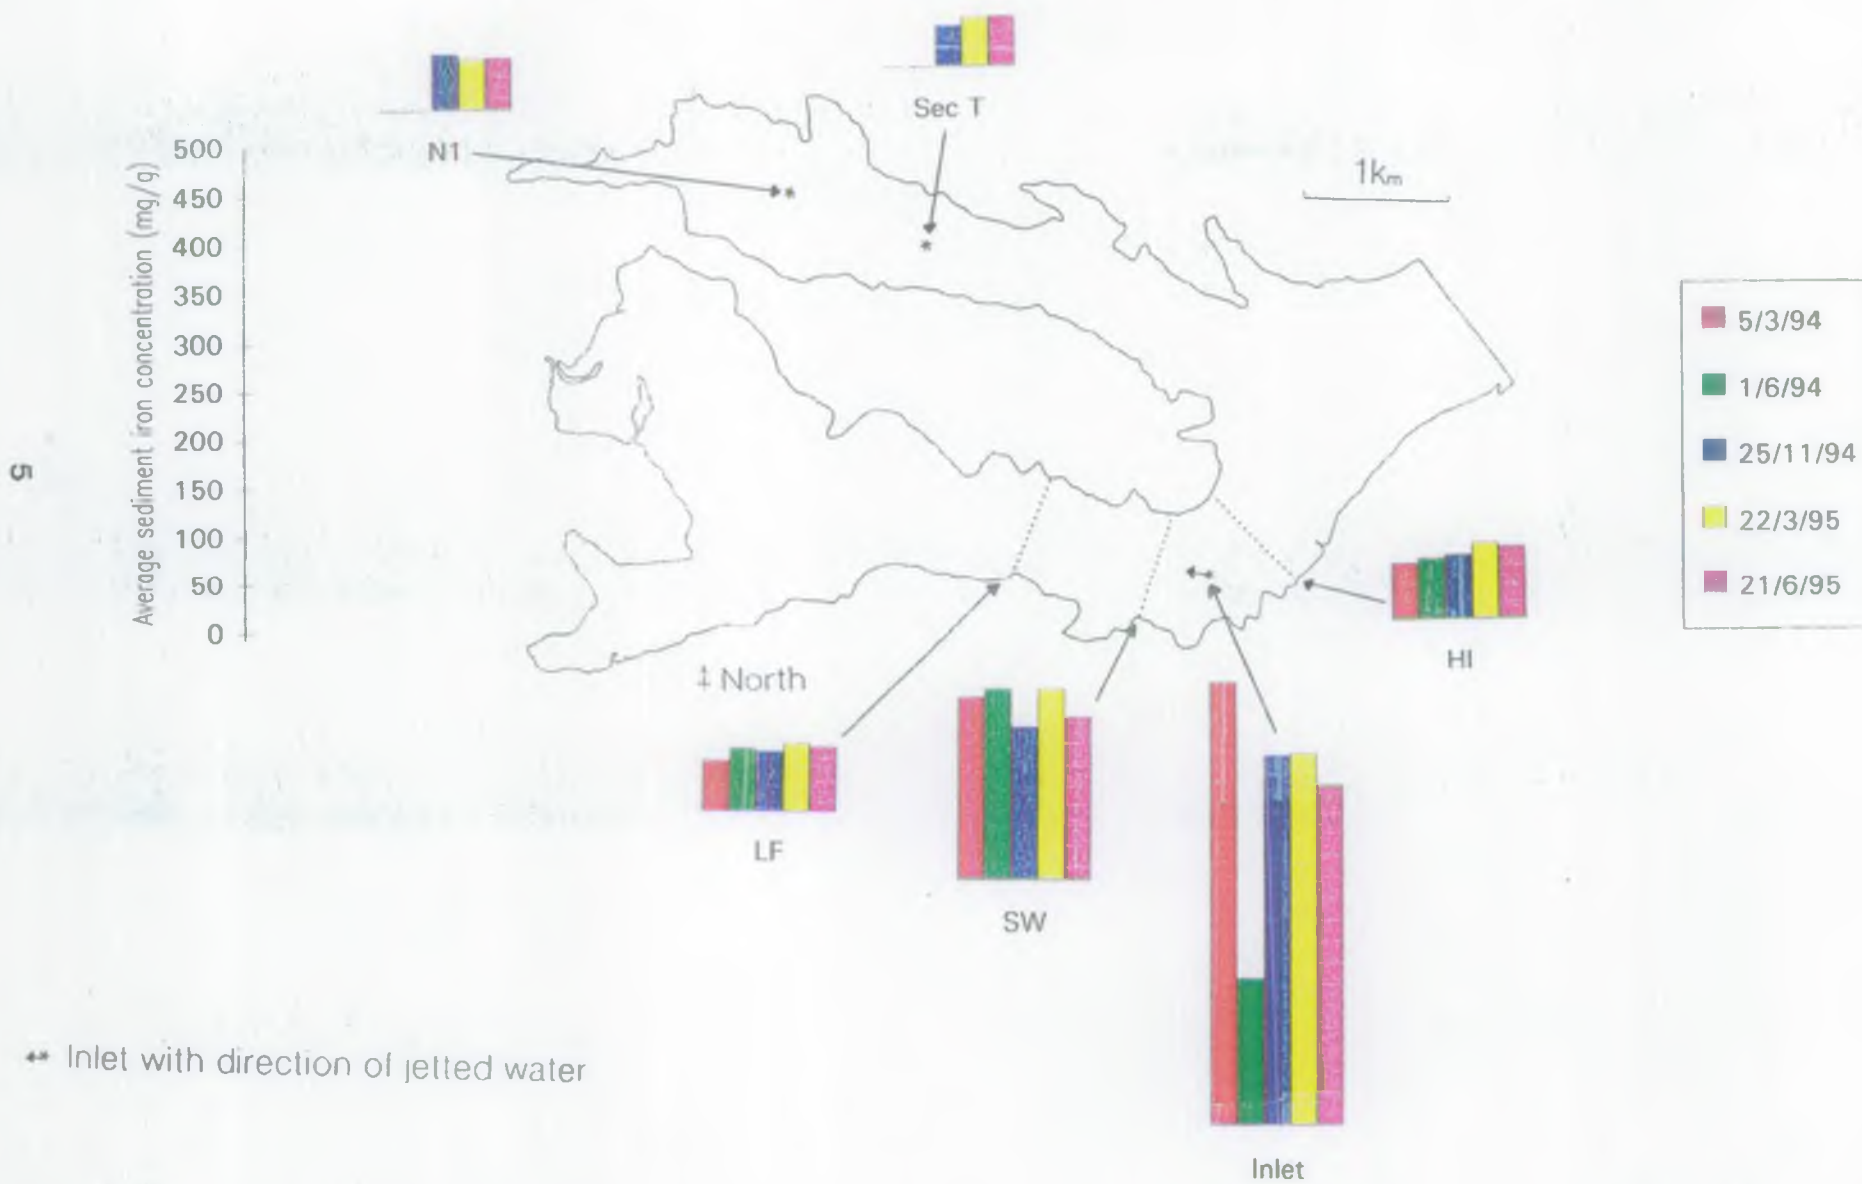 Sec T
N1
1km
Average sediment iron concentration (mg/g)
500
450
400
350
300
250
200
150
100
50
0
5/3/94
1/6/94
25/11/94
22/3/95
21/6/95
5
HI
North
LF
SW
Inlet with direction of jetted water
Inlet